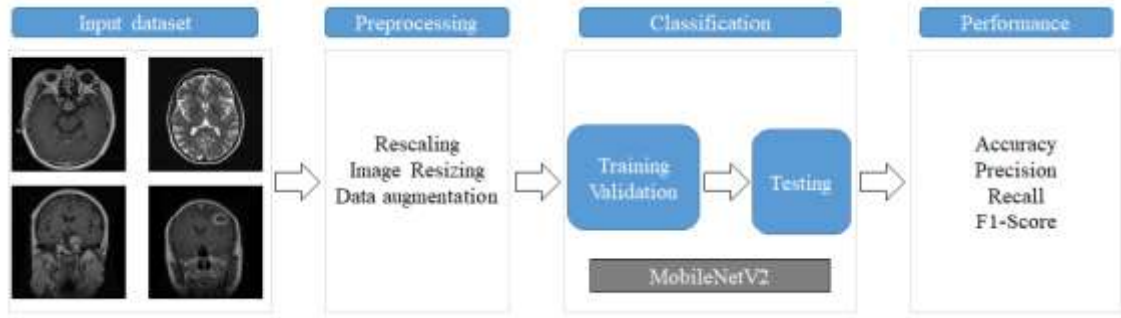 Input dataset
Preprocessing
Classification
Performance
Rescaling
Image Resizing
Data augmentation
Training
Validation
Testing
MobileNetV2
Accuracy
Precision
Recall
F1-Score